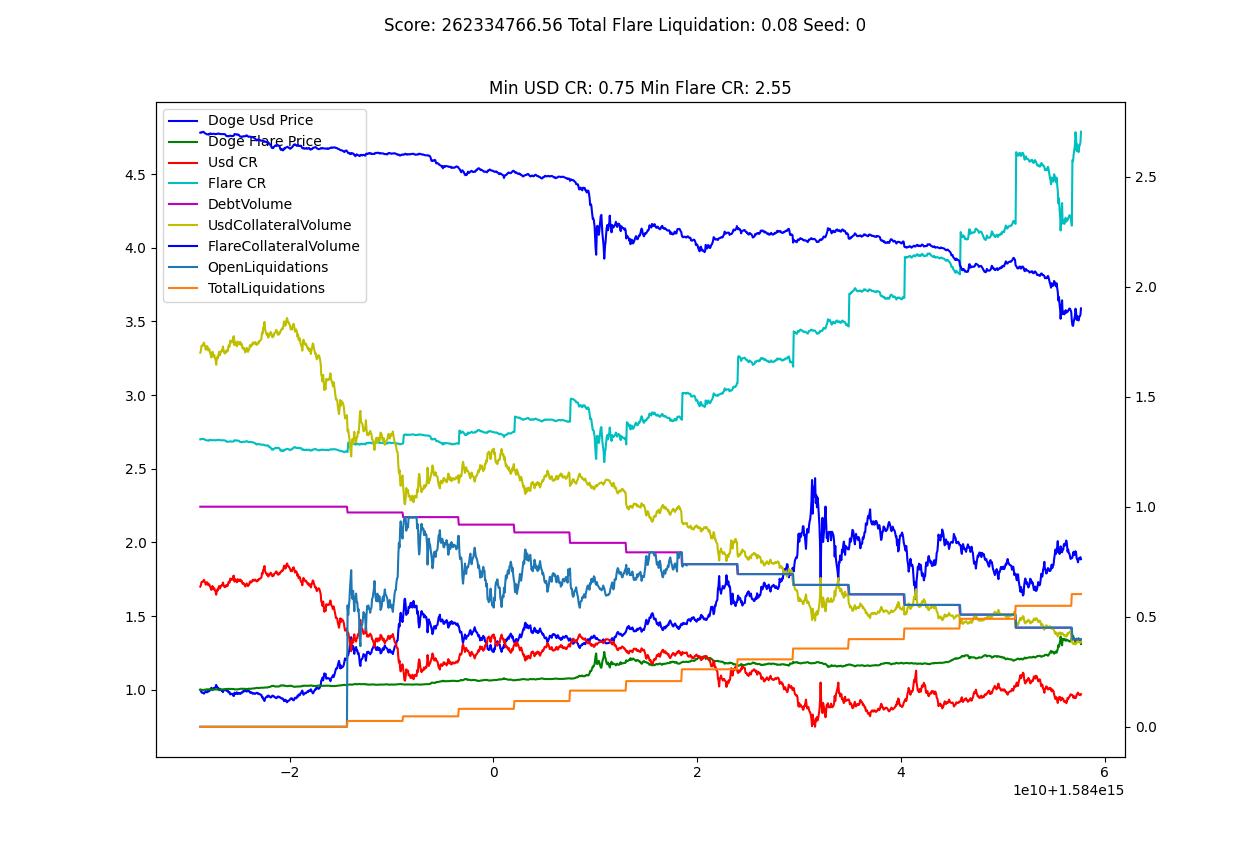 Score: 262334766.56 Total Flare Liquidation: 0.08 Seed: 0
Min USD CR: 0.75 Min Flare CR: 2.55
Doge Usd Price
Doge Flare Price
Usd CR
Flare CR
DebtVolume
UsdCollateralVolume
FlareCollateralVolume
OpenLiquidations
TotalLiquidations
4.5
4.0
3.5
3.0
2.5
2.0
1.5
1.0
2.5
2.0
1.5
1.0
0.5
0.0
−2
0
2
4
6
1e10+1.584e15